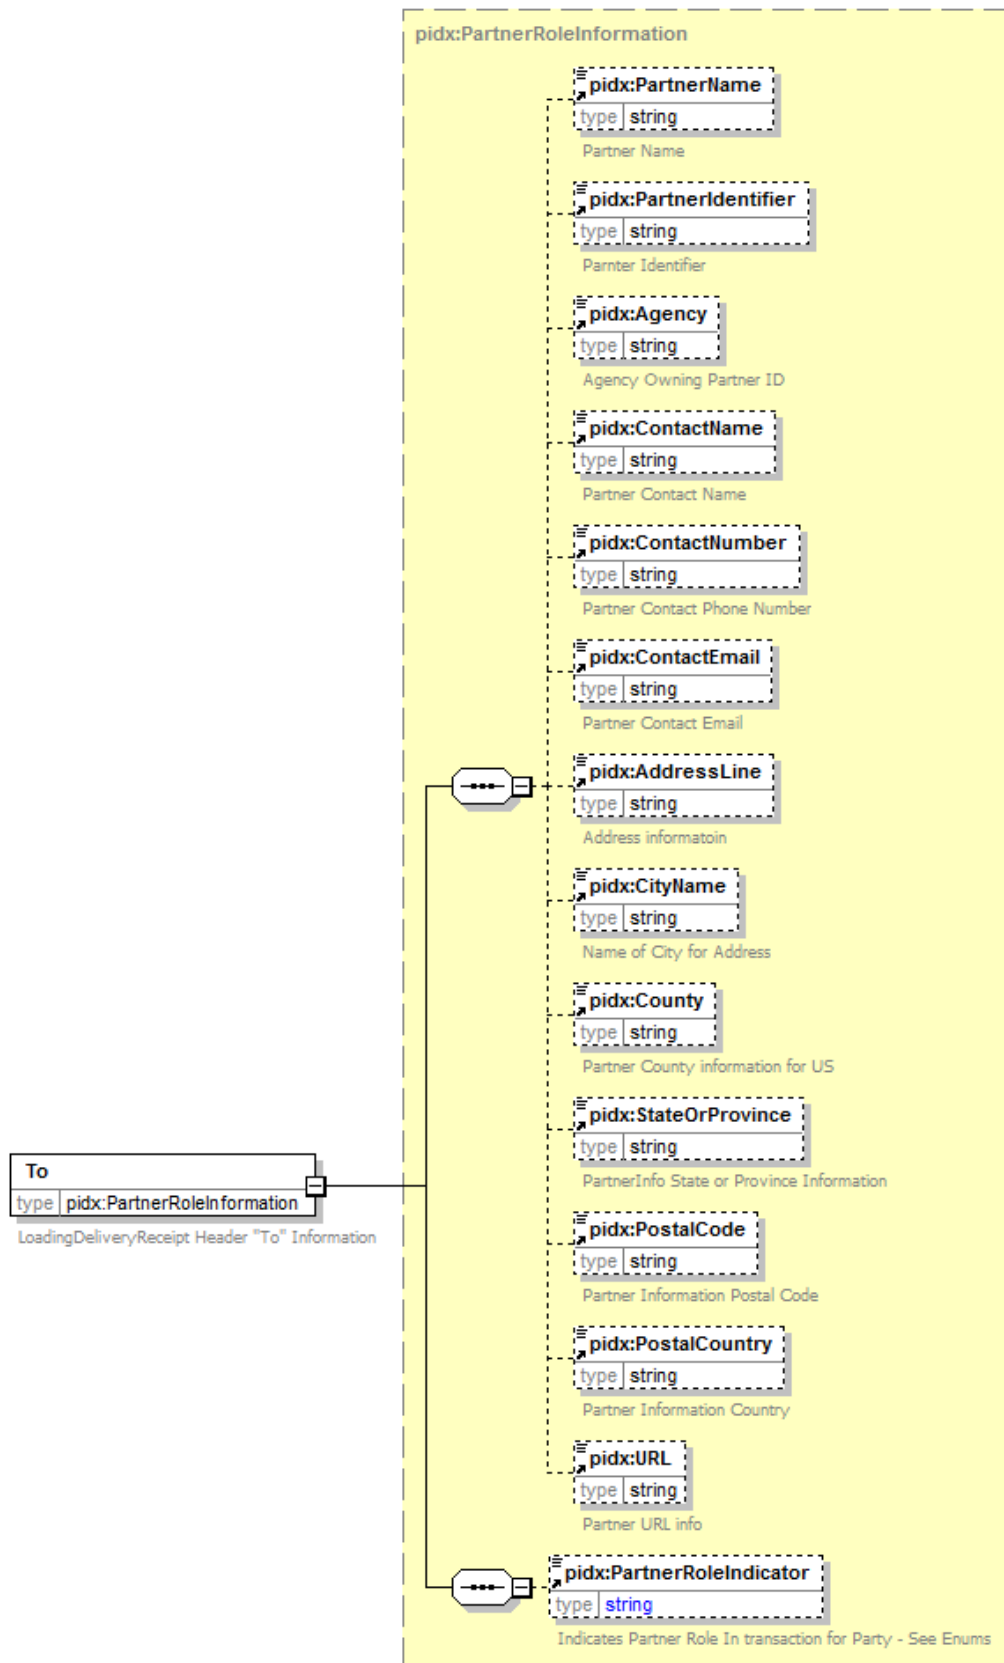 pidx:PartnerRoleInformation
pidx:PartnerName
type string
Partner Name
pidx:PartnerIdentifier
type string
Parnter Identifier
pidx:Agency
type string
Agency Owning Partner ID
pidx:ContactName
type string
Partner Contact Name
pidx:ContactNumber
type string
Partner Contact Phone Number
pidx:ContactEmail
type string
Partner Contact Email
pidx:AddressLine
type string
Address informatoin
pidx:CityName
type string
Name of City for Address
pidx:County
type string
Partner County information for US
pidx:StateOrProvince
type string
PartnerInfo State or Province Information
To
type pidx:PartnerRoleInformation
LoadingDeliveryReceipt Header "To" Information
pidx:PostalCode
type string
Partner Information Postal Code
pidx:PostalCountry
type string
Partner Information Country
pidx:URL
type string
Partner URL info
pidx:PartnerRoleIndicator
type string
Indicates Partner Role In transaction for Party - See Enums